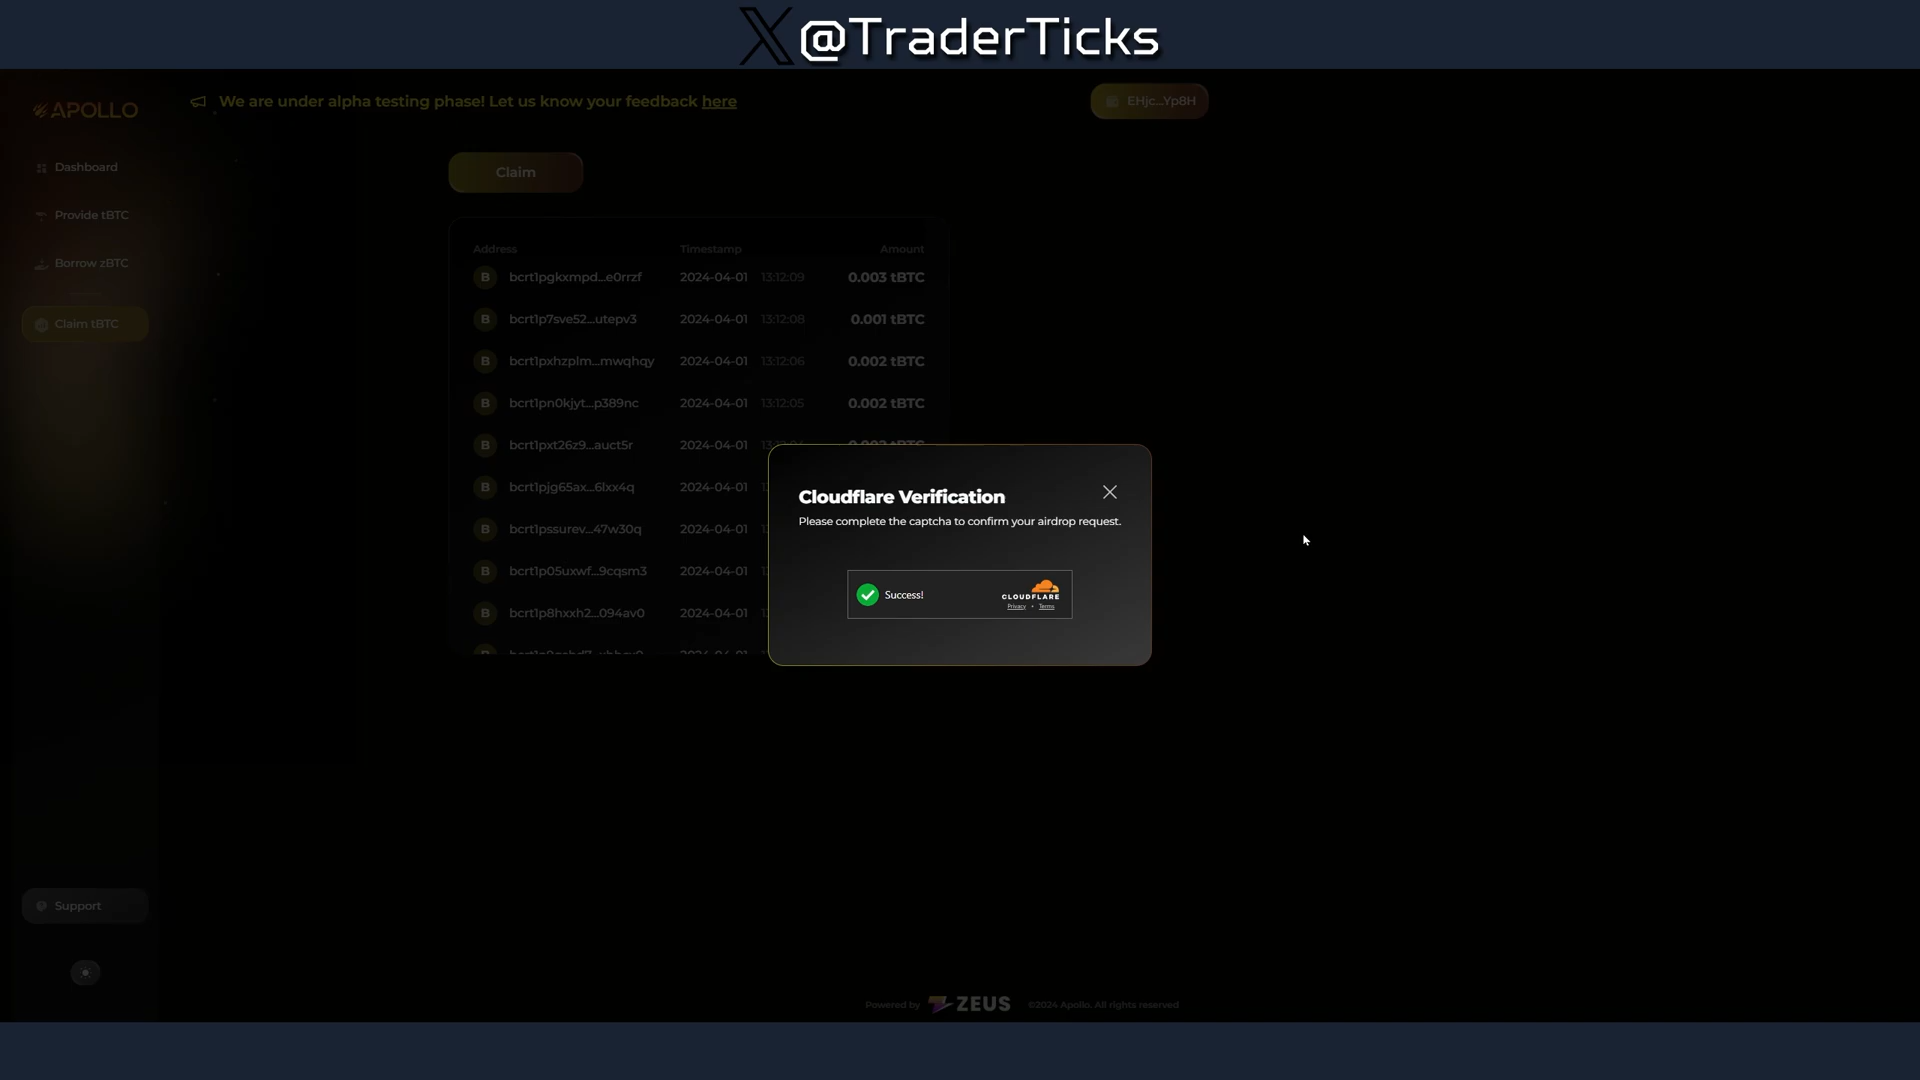 X@TraderTicks
APOLLO
We are under alpha testing phase! Let us know your feedback here
EHjc...Yp8H
Dashboard
Provide tBTC
Borrow zBTC
Claim tBTC
Claim
Address Timestamp Amount
B bcrt1pgkxmpd...e0rrzf 2024-04-01 13:12:09 0.003 tBTC
B bcrt1p7sve52...utepv3 2024-04-01 13:12:08 0.001 tBTC
B bcrt1pxhzplm...mwqhqy 2024-04-01 13:12:06 0.002 tBTC
B bcrt1pn0kjyt...p389nc 2024-04-01 13:12:05 0.002 tBTC
B bcrt1pxt26z9...auct5r 2024-04-01
B bcrt1pjg65ax...6lxx4q 2024-04-01
B bcrt1pssurev...47w30q 2024-04-01
B bcrt1p05uxwf...9cqsm3 2024-04-01
B bcrt1p8hxxh2...094av0 2024-04-01
Cloudflare Verification
Please complete the captcha to confirm your airdrop request.
Success!
CLOUDFLARE
Privacy • Terms
Support
Powered by ZEUS ©2024 Apollo. All rights reserved